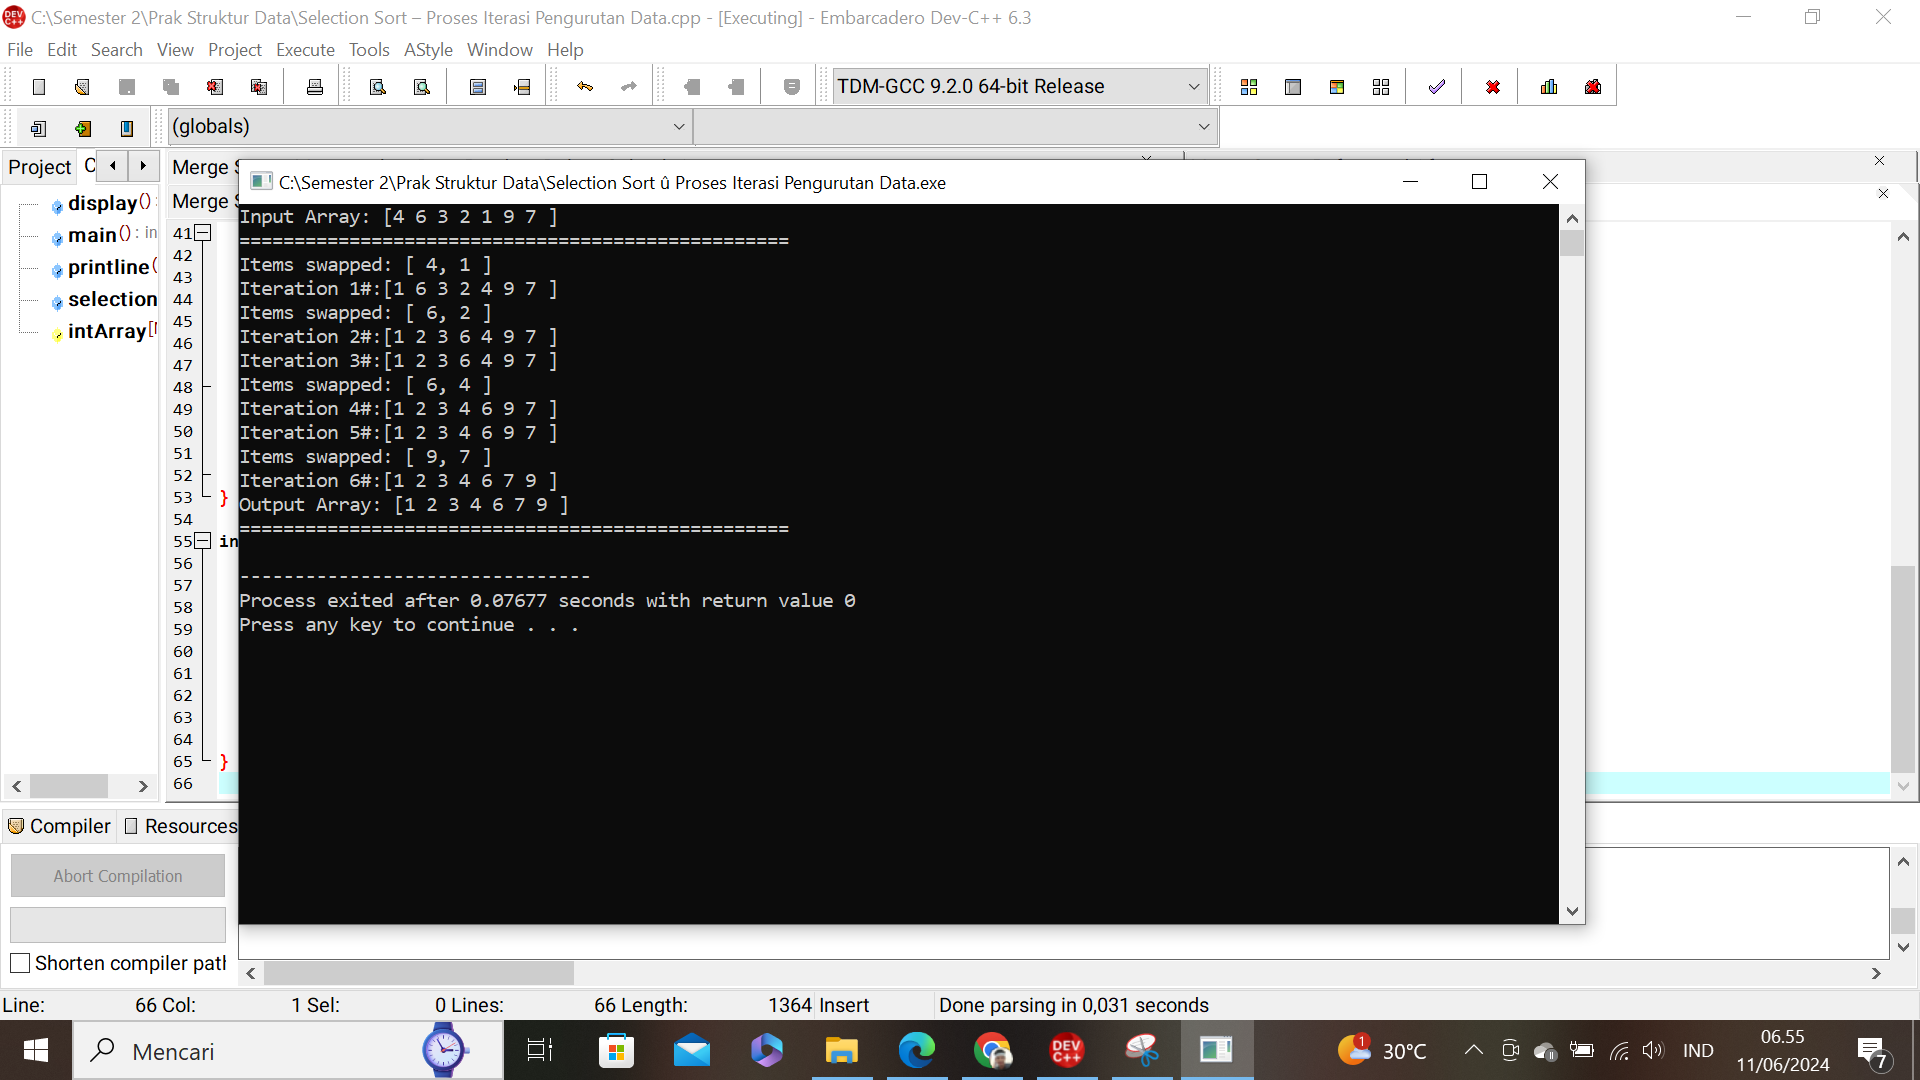 C:\Semester 2\Prak Struktur Data\Selection Sort – Proses Iterasi Pengurutan Data.cpp - [Executing] - Embarcadero Dev-C++ 6.3
File Edit Search View Project Execute Tools AStyle Window Help
TDM-GCC 9.2.0 64-bit Release
(globals)
Project
Merge S
Merge S
display() :
main() : in
printline(
selection
intArray[
C:\Semester 2\Prak Struktur Data\Selection Sort û Proses Iterasi Pengurutan Data.exe
Input Array: [4 6 3 2 1 9 7 ]
==================================================
Items swapped: [ 4, 1 ]
Iteration 1#:[1 6 3 2 4 9 7 ]
Items swapped: [ 6, 2 ]
Iteration 2#:[1 2 3 6 4 9 7 ]
Iteration 3#:[1 2 3 6 4 9 7 ]
Items swapped: [ 6, 4 ]
Iteration 4#:[1 2 3 4 6 9 7 ]
Iteration 5#:[1 2 3 4 6 9 7 ]
Items swapped: [ 9, 7 ]
Iteration 6#:[1 2 3 4 6 7 9 ]
Output Array: [1 2 3 4 6 7 9 ]
==================================================
--------------------------------
Process exited after 0.07677 seconds with return value 0
Press any key to continue . . .
41
42
43
44
45
46
47
48
49
50
51
52
53 }
54
55 in
56
57
58
59
60
61
62
63
64
65 }
66
Compiler Resources
Abort Compilation
Shorten compiler path
Line: 66 Col: 1 Sel: 0 Lines: 66 Length: 1364 Insert Done parsing in 0,031 seconds
Mencari
DEV C++
1
30°C
IND
06.55
11/06/2024
7